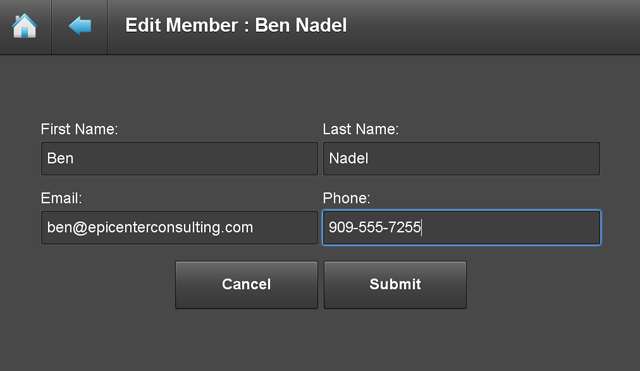 Edit Member : Ben Nadel
First Name: Last Name:
Ben Nadel
Email: Phone:
ben@epicenterconsulting.com 909-555-7255
Cancel Submit